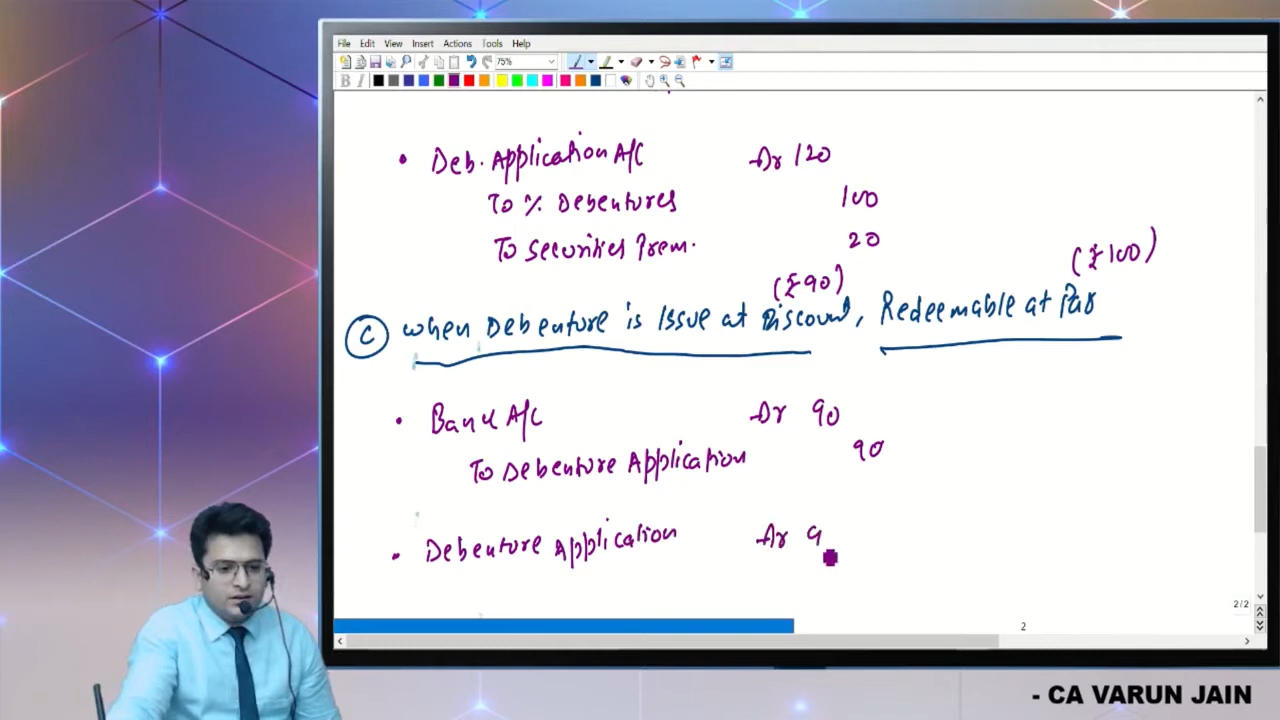 File Edit View Insert Actions Tools Help
75%
B I
• Deb. Application A/C Dr 120
To % Debentures 100
To Securities Prem. 20
(₹90) (₹100)
(C) When Debenture is Issue at Discount, Redeemable at Par
• Bank A/C Dr 90
To Debenture Application 90
• Debenture Application Dr 9
2/2
2
- CA VARUN JAIN